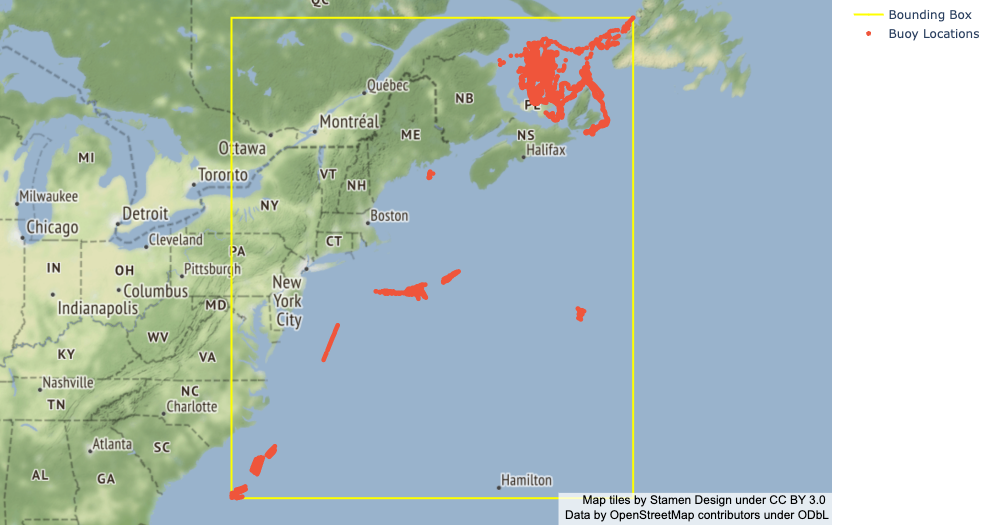 QC
Bounding Box
Buoy Locations
Québec
NB
PE
Montréal
ME
NS
Ottawa
Halifax
MI
VT
Toronto
NH
Milwaukee
NY
Detroit
Boston
Chicago
Cleveland
CT
PA
IN
OH
Pittsburgh
New
York
City
Columbus
Indianapolis
MD
WV
KY
VA
Nashville
NC
TN
Charlotte
Atlanta
SC
AL
GA
Hamilton
Map tiles by Stamen Design under CC BY 3.0
Data by OpenStreetMap contributors under ODbL